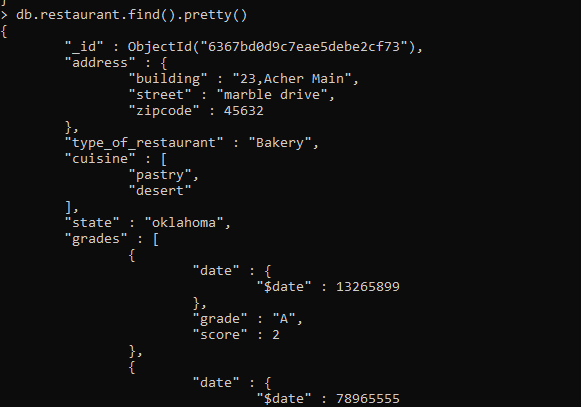 }
> db.restaurant.find().pretty()
{
"_id" : ObjectId("6367bd0d9c7eae5debe2cf73"),
"address" : {
"building" : "23,Acher Main",
"street" : "marble drive",
"zipcode" : 45632
},
"type_of_restaurant" : "Bakery",
"cuisine" : [
"pastry",
"desert"
],
"state" : "oklahoma",
"grades" : [
{
"date" : {
"$date" : 13265899
},
"grade" : "A",
"score" : 2
},
{
"date" : {
"$date" : 78965555